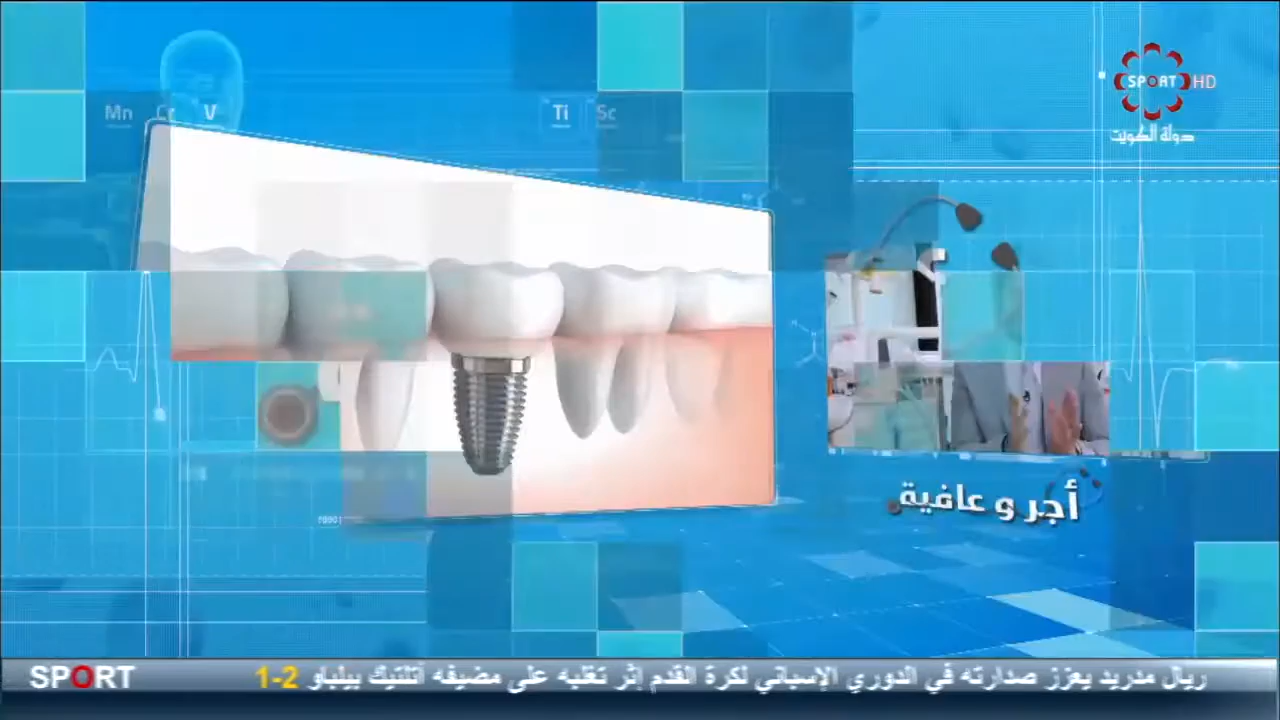 SPORT HD
دولة الكويت
Mn Cr V Ti Sc
أجر و عافية
ريال مدريد يعزز صدارته في الدوري الإسباني لكرة القدم إثر تغلبه على مضيفه أتلتيك بيلباو 2-1
SPORT